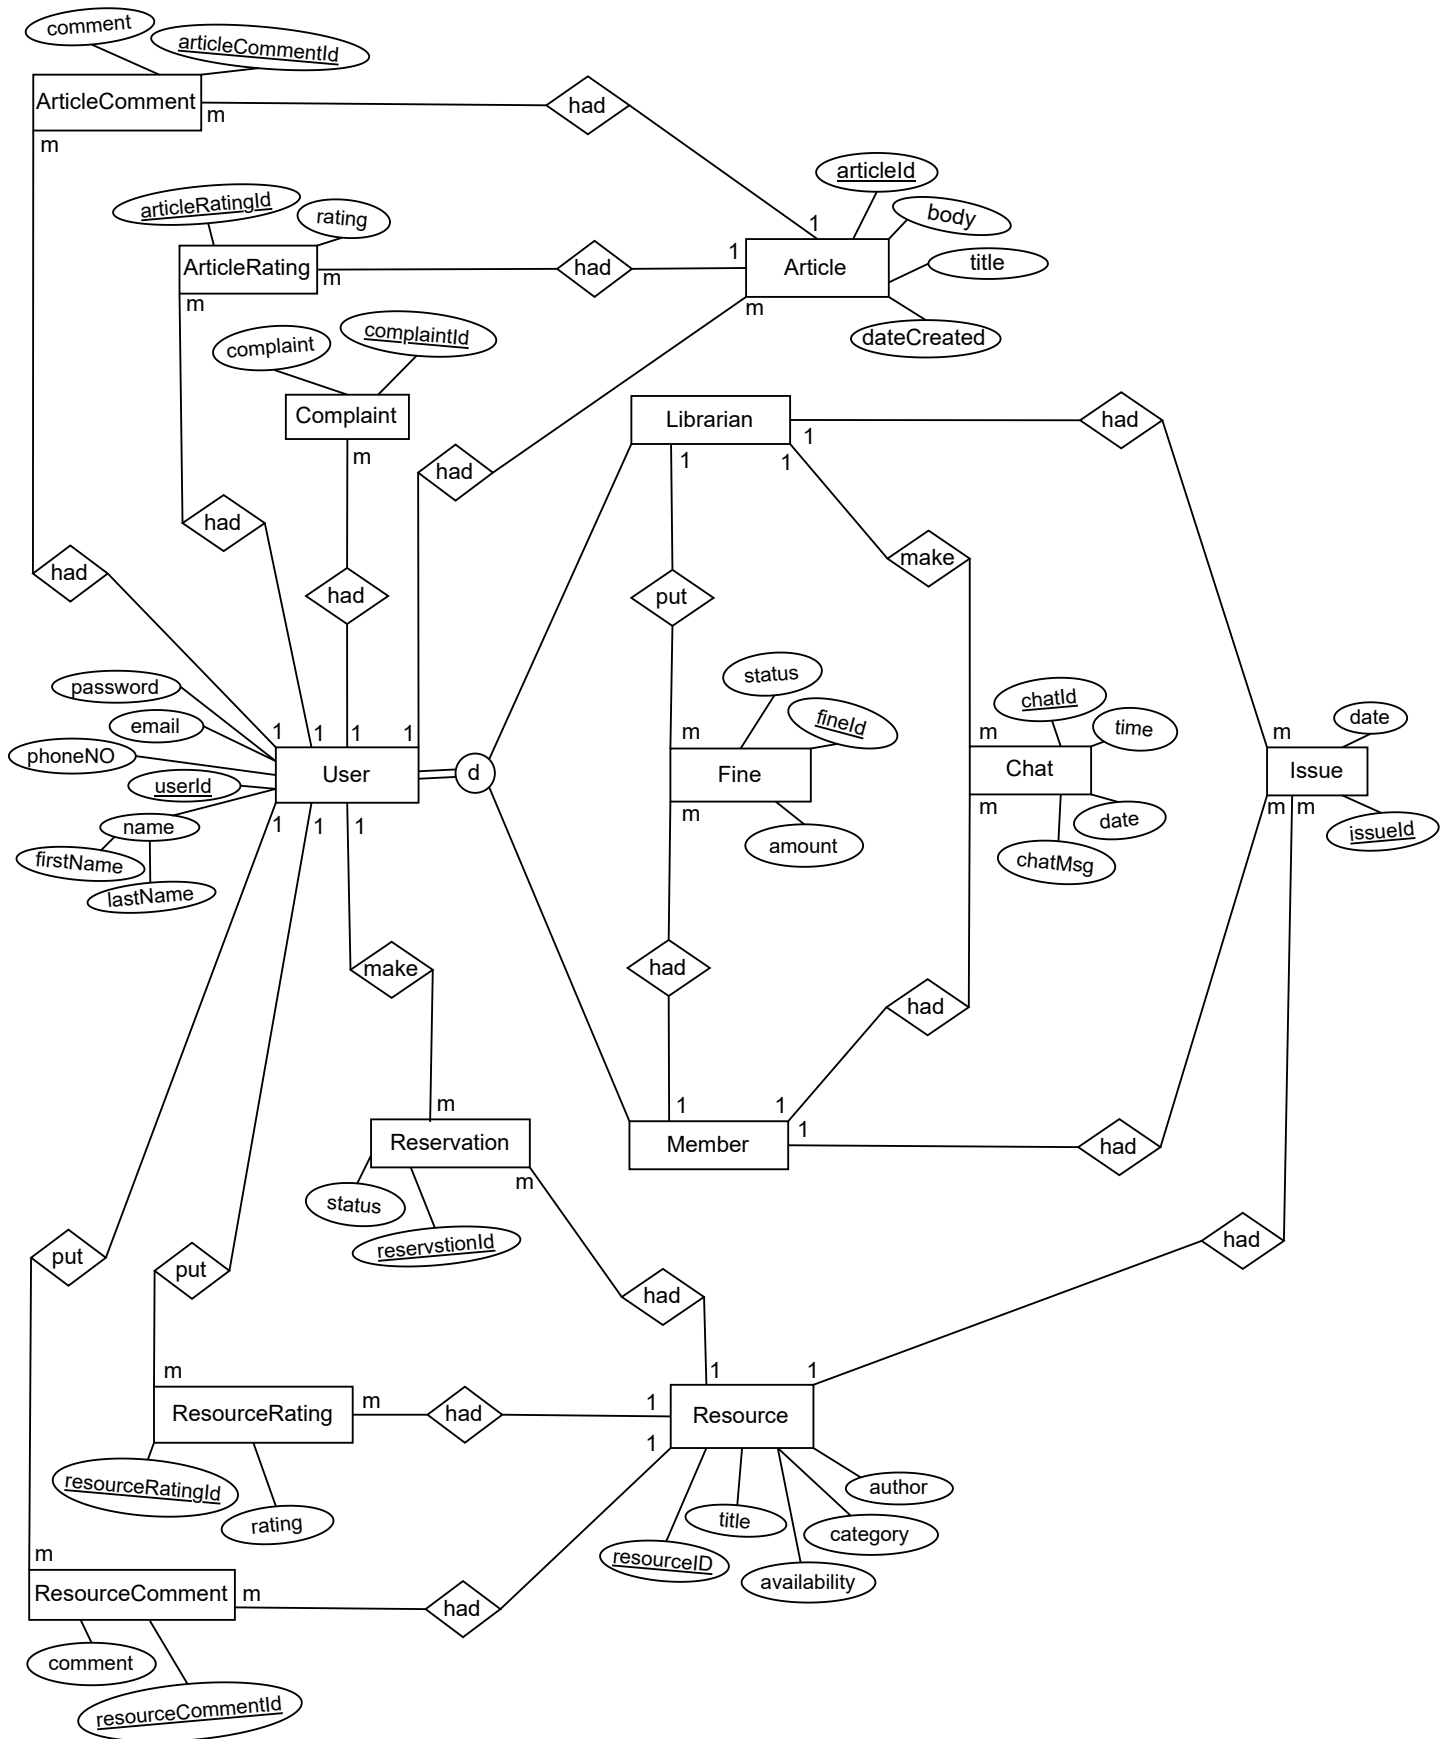 comment
articleCommentId
ArticleComment
m
m
had
articleId
body
title
dateCreated
1
1
Article
m
articleRatingId
rating
ArticleRating
m
m
had
complaint
complaintId
Complaint
m
had
Librarian
1
1
1
had
had
had
had
put
make
password
email
phoneNO
userId
name
firstName
lastName
1
1
1
1
User
1
1
1
d
status
fineId
m
Fine
m
amount
chatId
time
m
Chat
m
date
chatMsg
date
m
Issue
m
m
issueId
make
had
had
m
Reservation
m
status
reservstionId
1
1
Member
1
had
put
put
had
had
m
ResourceRating
m
had
resourceRatingId
rating
1
1
1
1
Resource
author
title
category
resourceID
availability
m
ResourceComment
m
had
comment
resourceCommentId